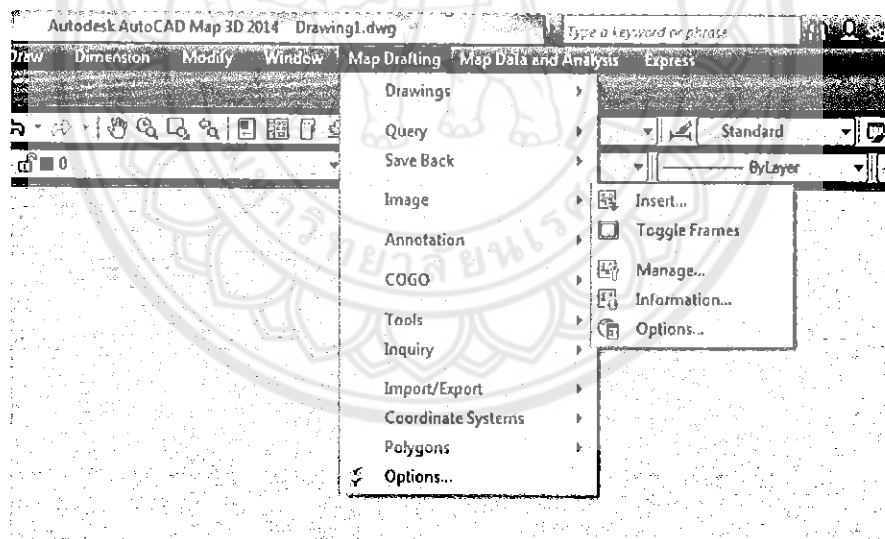 Autodesk AutoCAD Map 3D 2014 Drawing1.dwg Type a keyword or phrase
Draw Dimension Modify Window Map Drafting Map Data and Analysis Express
Drawings
Query
Standard
Save Back
0
ByLayer
Image
Insert...
Toggle Frames
Annotation
Manage...
COGO
Information...
Tools
Options...
Inquiry
Import/Export
Coordinate Systems
Polygons
Options...